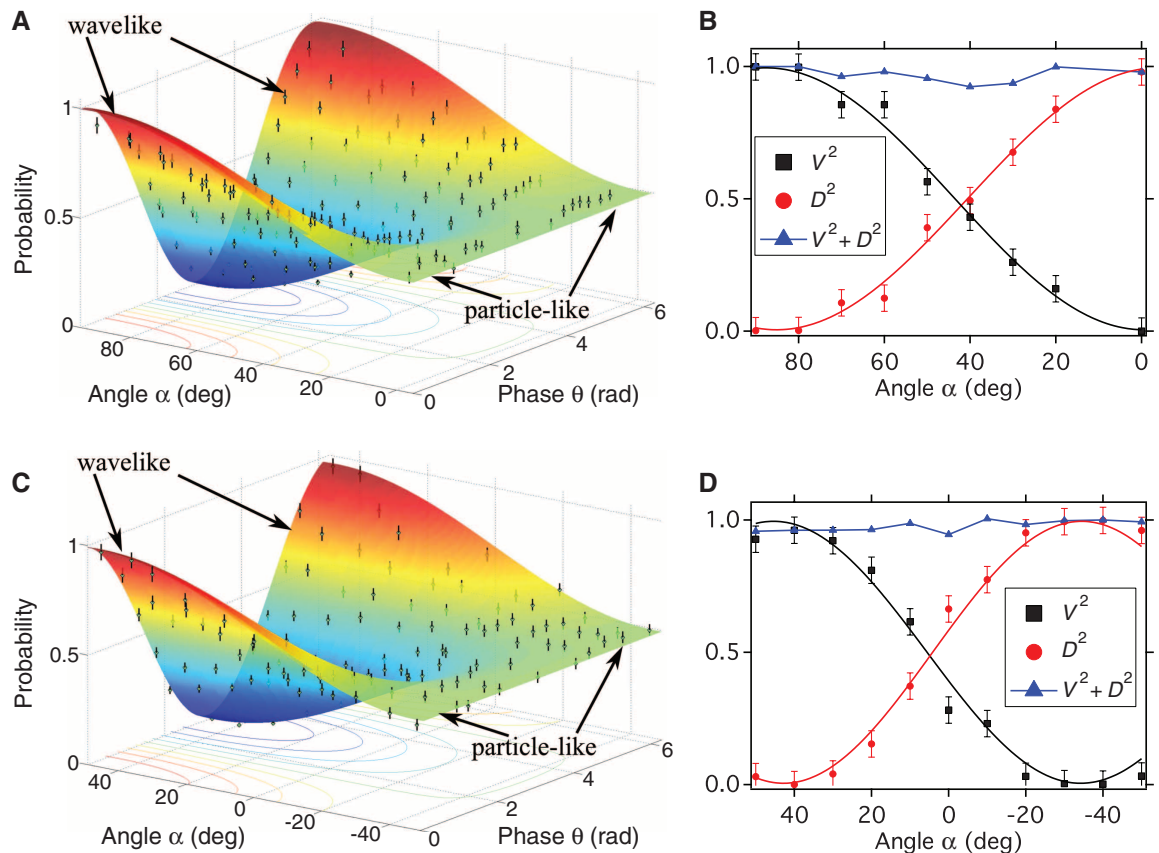 A
wavelike
1
0.5
0
Probability
particle-like
80
60
40
20
0
Angle α (deg)
0
2
4
6
Phase θ (rad)
B
1.0
0.5
0.0
V²
D²
V² + D²
80
60
40
20
0
Angle α (deg)
C
wavelike
1
0.5
0
Probability
particle-like
40
20
0
-20
-40
Angle α (deg)
0
2
4
6
Phase θ (rad)
D
1.0
0.5
0.0
V²
D²
V² + D²
40
20
0
-20
-40
Angle α (deg)